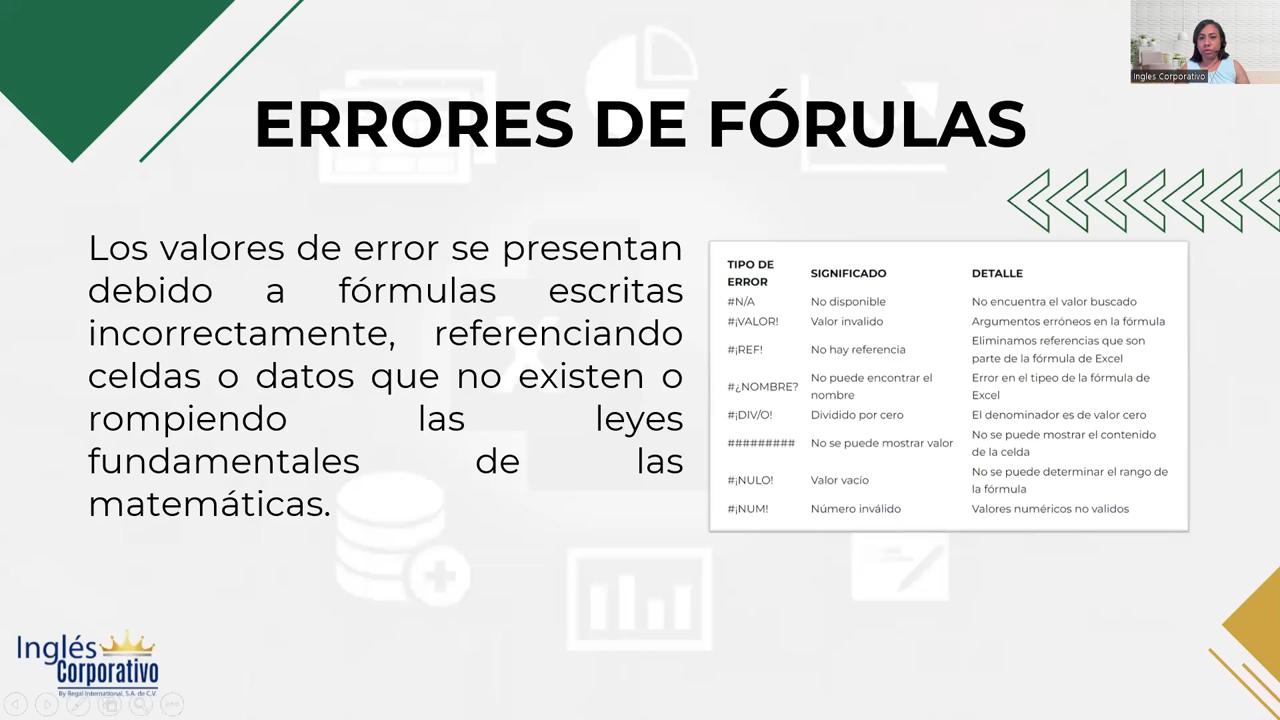 Ingles Corporativo
ERRORES DE FÓRULAS
Los valores de error se presentan
debido a fórmulas escritas
incorrectamente, referenciando
celdas o datos que no existen o
rompiendo las leyes
fundamentales de las
matemáticas.
TIPO DE ERROR SIGNIFICADO DETALLE
#N/A No disponible No encuentra el valor buscado
#¡VALOR! Valor invalido Argumentos erróneos en la fórmula
#¡REF! No hay referencia Eliminamos referencias que son parte de la fórmula de Excel
#¿NOMBRE? No puede encontrar el nombre Error en el tipeo de la fórmula de Excel
#¡DIV/O! Dividido por cero El denominador es de valor cero
######### No se puede mostrar valor No se puede mostrar el contenido de la celda
#¡NULO! Valor vacío No se puede determinar el rango de la fórmula
#¡NUM! Número inválido Valores numéricos no validos
Inglés
Corporativo
By Regal International, S.A. de C.V.